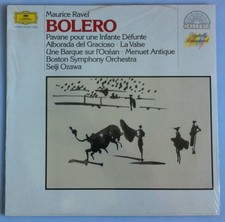 Maurice Ravel
BOLERO
Pavane pour une Infante Défunte
Alborada del Gracioso · La Valse
Une Barque sur l'Océan · Menuet Antique
Boston Symphony Orchestra
Seiji Ozawa